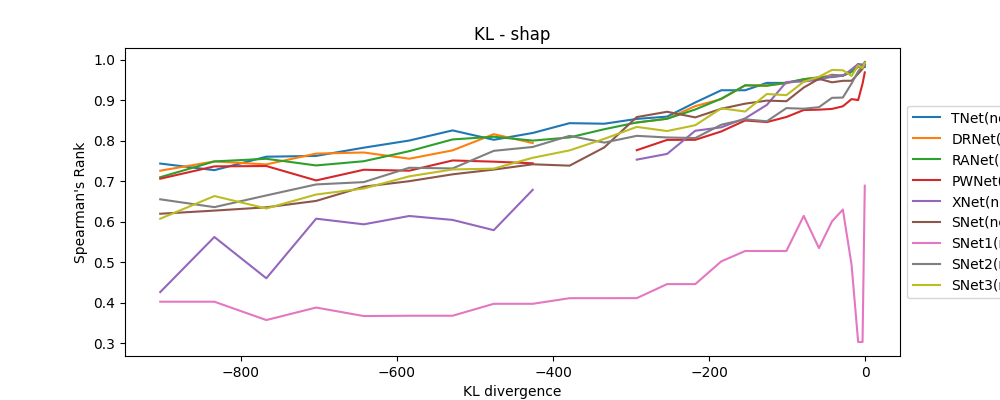 KL - shap
Spearman's Rank
1.0
0.9
0.8
0.7
0.6
0.5
0.4
0.3
−800
−600
−400
−200
0
KL divergence
TNet(n
DRNet(
RANet(
PWNet(
XNet(n
SNet(n
SNet1(
SNet2(
SNet3(